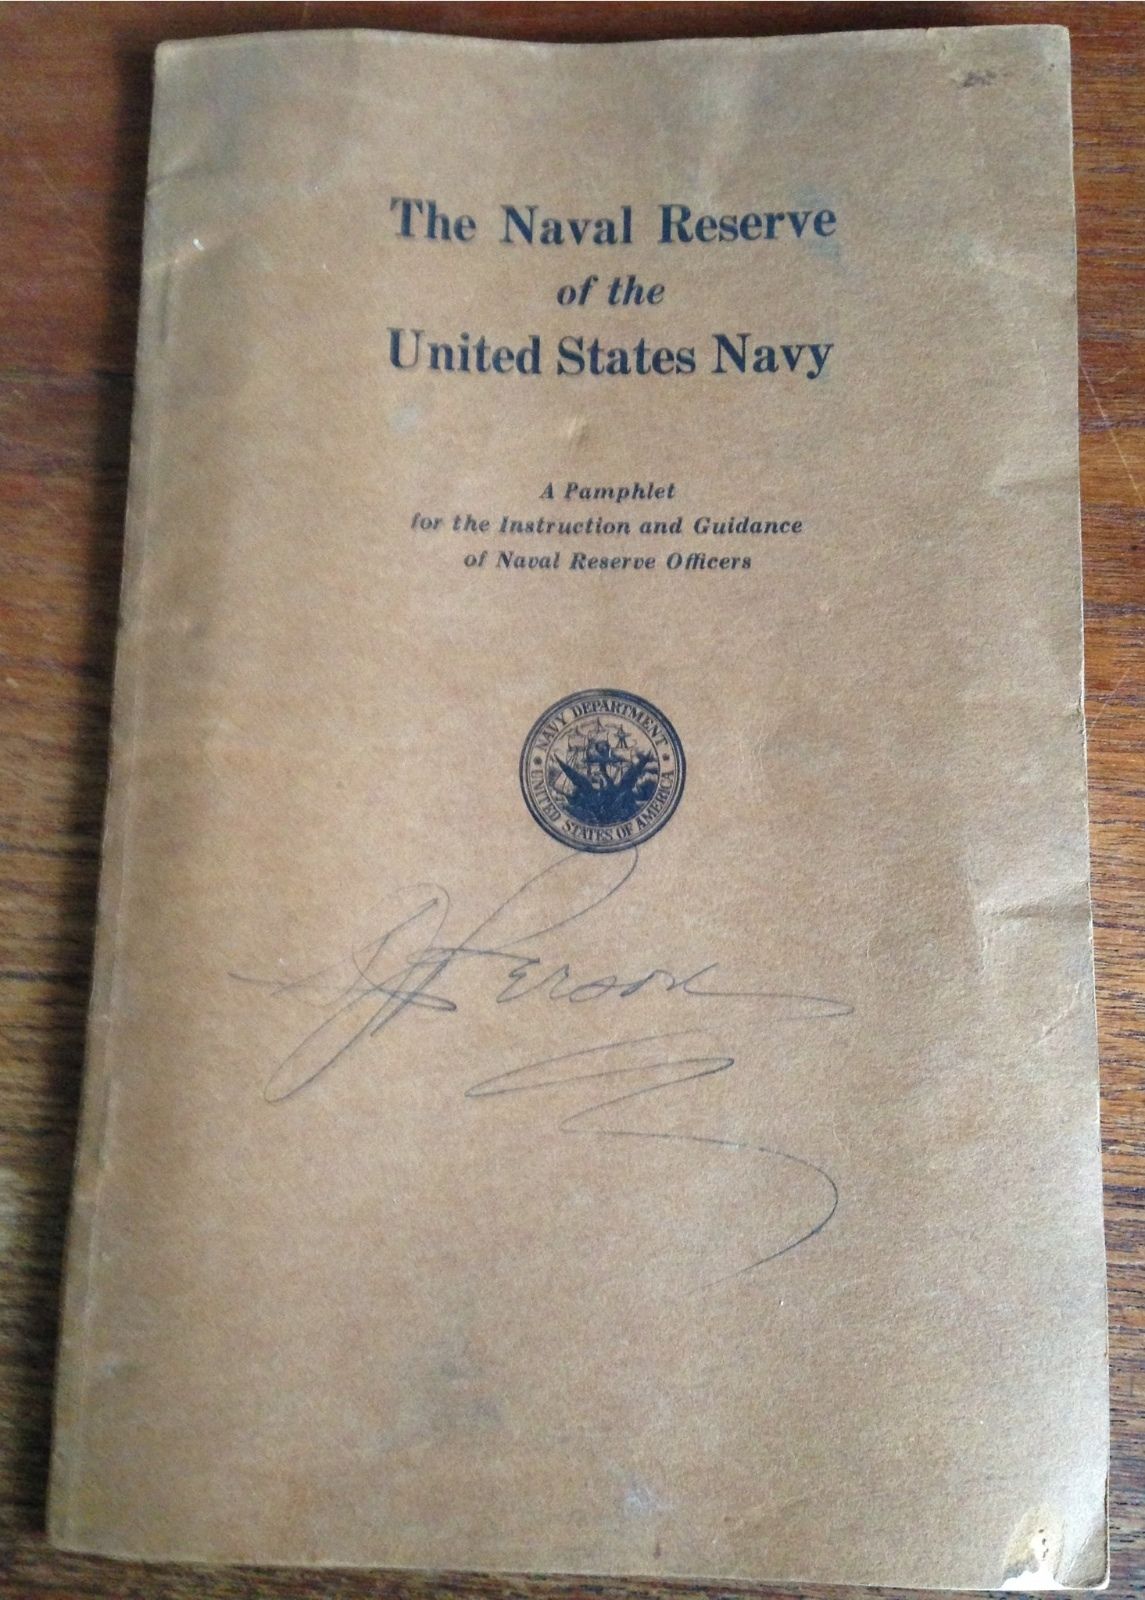 The Naval Reserve
of the
United States Navy
A Pamphlet
for the Instruction and Guidance
of Naval Reserve Officers
NAVY DEPARTMENT
UNITED STATES OF AMERICA
Person